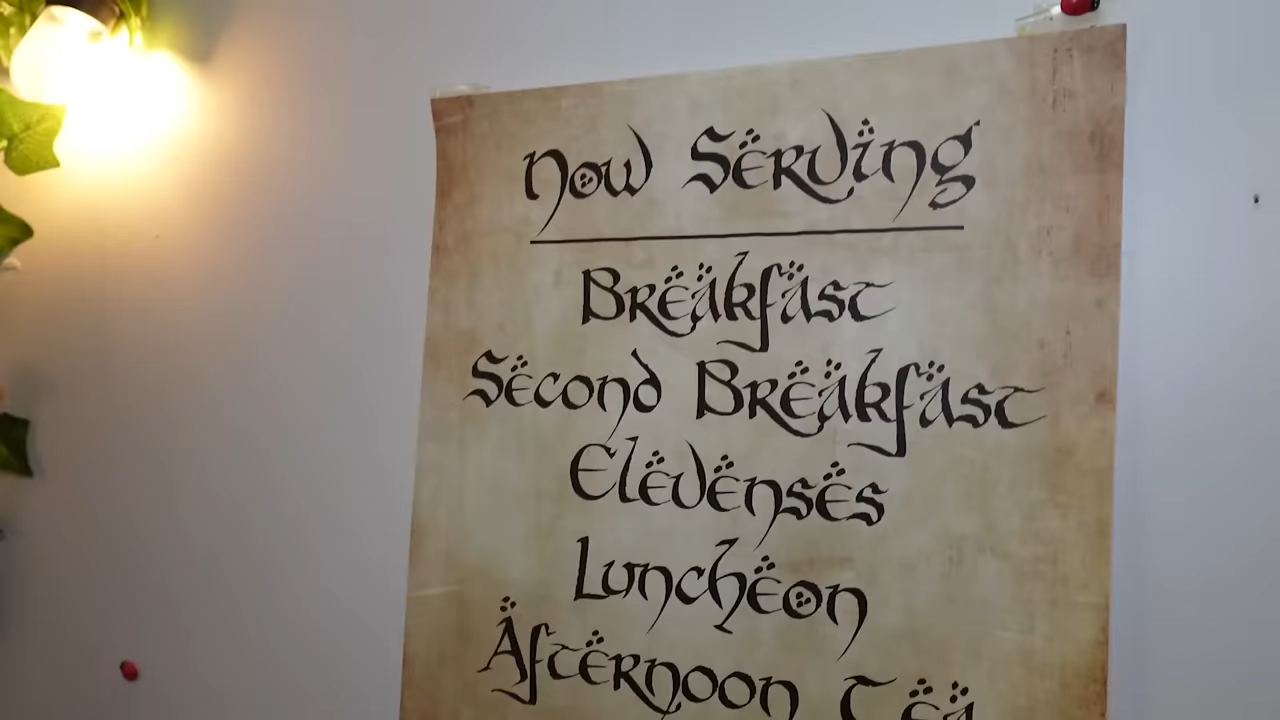 Now Serving
Breakfast
Second Breakfast
Elevenses
Luncheon
Afternoon Tea